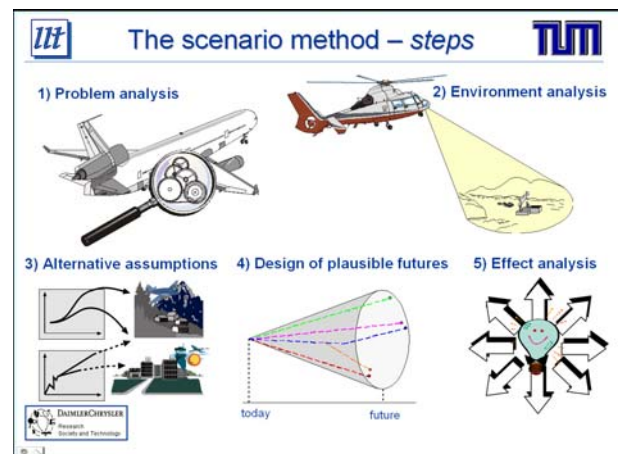 llt
The scenario method – steps
TUM
1) Problem analysis
2) Environment analysis
3) Alternative assumptions
4) Design of plausible futures
5) Effect analysis
today
future
DAIMLERCHRYSLER
Research
Society and Technology